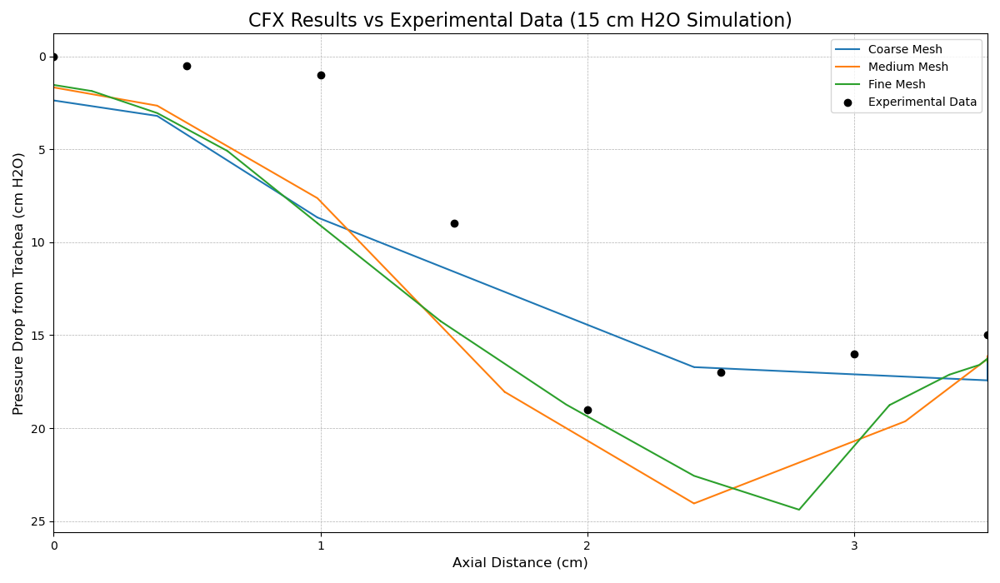 CFX Results vs Experimental Data (15 cm H2O Simulation)
Coarse Mesh
Medium Mesh
Fine Mesh
Experimental Data
Pressure Drop from Trachea (cm H2O)
0
5
10
15
20
25
0
1
2
3
Axial Distance (cm)